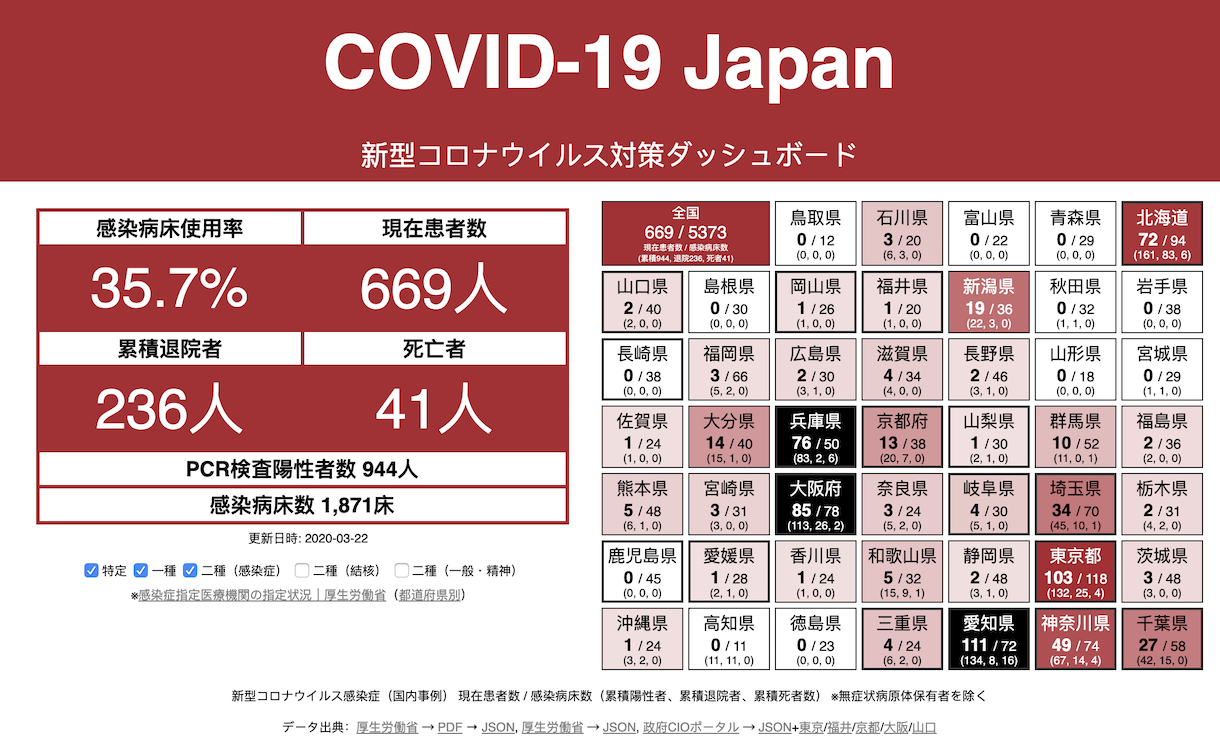 COVID-19 Japan
新型コロナウイルス対策ダッシュボード
感染病床使用率 現在患者数
35.7% 669人
累積退院者 死亡者
236人 41人
PCR検査陽性者数 944人
感染病床数 1,871床
更新日時: 2020-03-22
特定 一種 二種（感染症） 二種（結核） 二種（一般・精神）
※感染症指定医療機関の指定状況｜厚生労働省（都道府県別）
全国 鳥取県 石川県 富山県 青森県 北海道
669 / 5373 0 / 12 3 / 20 0 / 22 0 / 29 72 / 94
現在患者数 / 感染病床数
(累積944, 退院236, 死者41) (0, 0, 0) (6, 3, 0) (0, 0, 0) (0, 0, 0) (161, 83, 6)
山口県 島根県 岡山県 福井県 新潟県 秋田県 岩手県
2 / 40 0 / 30 1 / 26 1 / 20 19 / 36 0 / 32 0 / 38
(2, 0, 0) (0, 0, 0) (1, 0, 0) (1, 0, 0) (22, 3, 0) (1, 1, 0) (0, 0, 0)
長崎県 福岡県 広島県 滋賀県 長野県 山形県 宮城県
0 / 38 3 / 66 2 / 30 4 / 34 2 / 46 0 / 18 0 / 29
(0, 0, 0) (5, 2, 0) (3, 1, 0) (4, 0, 0) (3, 1, 0) (0, 0, 0) (1, 1, 0)
佐賀県 大分県 兵庫県 京都府 山梨県 群馬県 福島県
1 / 24 14 / 40 76 / 50 13 / 38 1 / 30 10 / 52 2 / 36
(1, 0, 0) (15, 1, 0) (83, 2, 6) (20, 7, 0) (2, 1, 0) (11, 0, 1) (2, 0, 0)
熊本県 宮崎県 大阪府 奈良県 岐阜県 埼玉県 栃木県
5 / 48 3 / 31 85 / 78 3 / 24 4 / 30 34 / 70 2 / 31
(6, 1, 0) (3, 0, 0) (113, 26, 2) (5, 2, 0) (5, 1, 0) (45, 10, 1) (4, 2, 0)
鹿児島県 愛媛県 香川県 和歌山県 静岡県 東京都 茨城県
0 / 45 1 / 28 1 / 24 5 / 32 2 / 48 103 / 118 3 / 48
(0, 0, 0) (2, 1, 0) (1, 0, 0) (15, 9, 1) (3, 1, 0) (132, 25, 4) (3, 0, 0)
沖縄県 高知県 徳島県 三重県 愛知県 神奈川県 千葉県
1 / 24 0 / 11 0 / 23 4 / 24 111 / 72 49 / 74 27 / 58
(3, 2, 0) (11, 11, 0) (0, 0, 0) (6, 2, 0) (134, 8, 16) (67, 14, 4) (42, 15, 0)
新型コロナウイルス感染症（国内事例） 現在患者数 / 感染病床数（累積陽性者、累積退院者、累積死者数） ※無症状病原体保有者を除く
データ出典: 厚生労働省 → PDF → JSON, 厚生労働省 → JSON, 政府CIOポータル → JSON+東京/福井/京都/大阪/山口